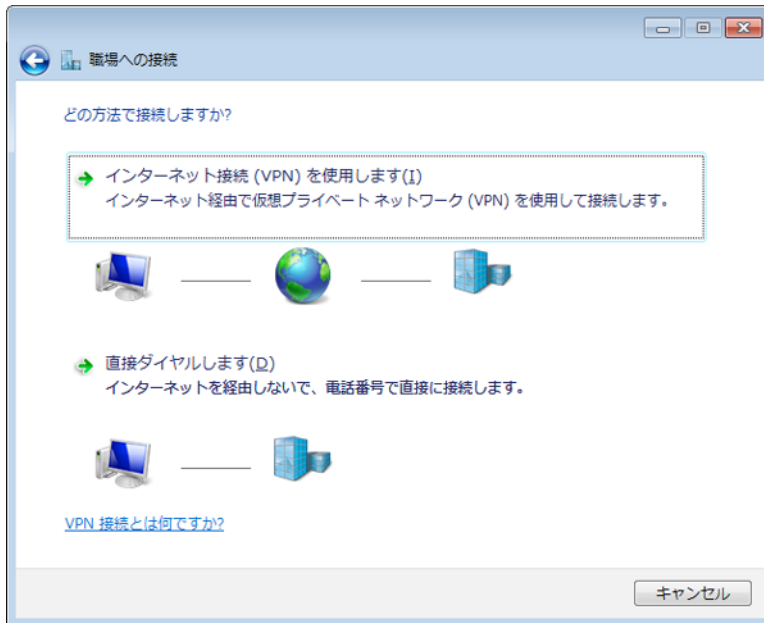 職場への接続
どの方法で接続しますか?
インターネット接続 (VPN) を使用します(I)
インターネット経由で仮想プライベート ネットワーク (VPN) を使用して接続します。
直接ダイヤルします(D)
インターネットを経由しないで、電話番号で直接に接続します。
VPN 接続とは何ですか?
キャンセル